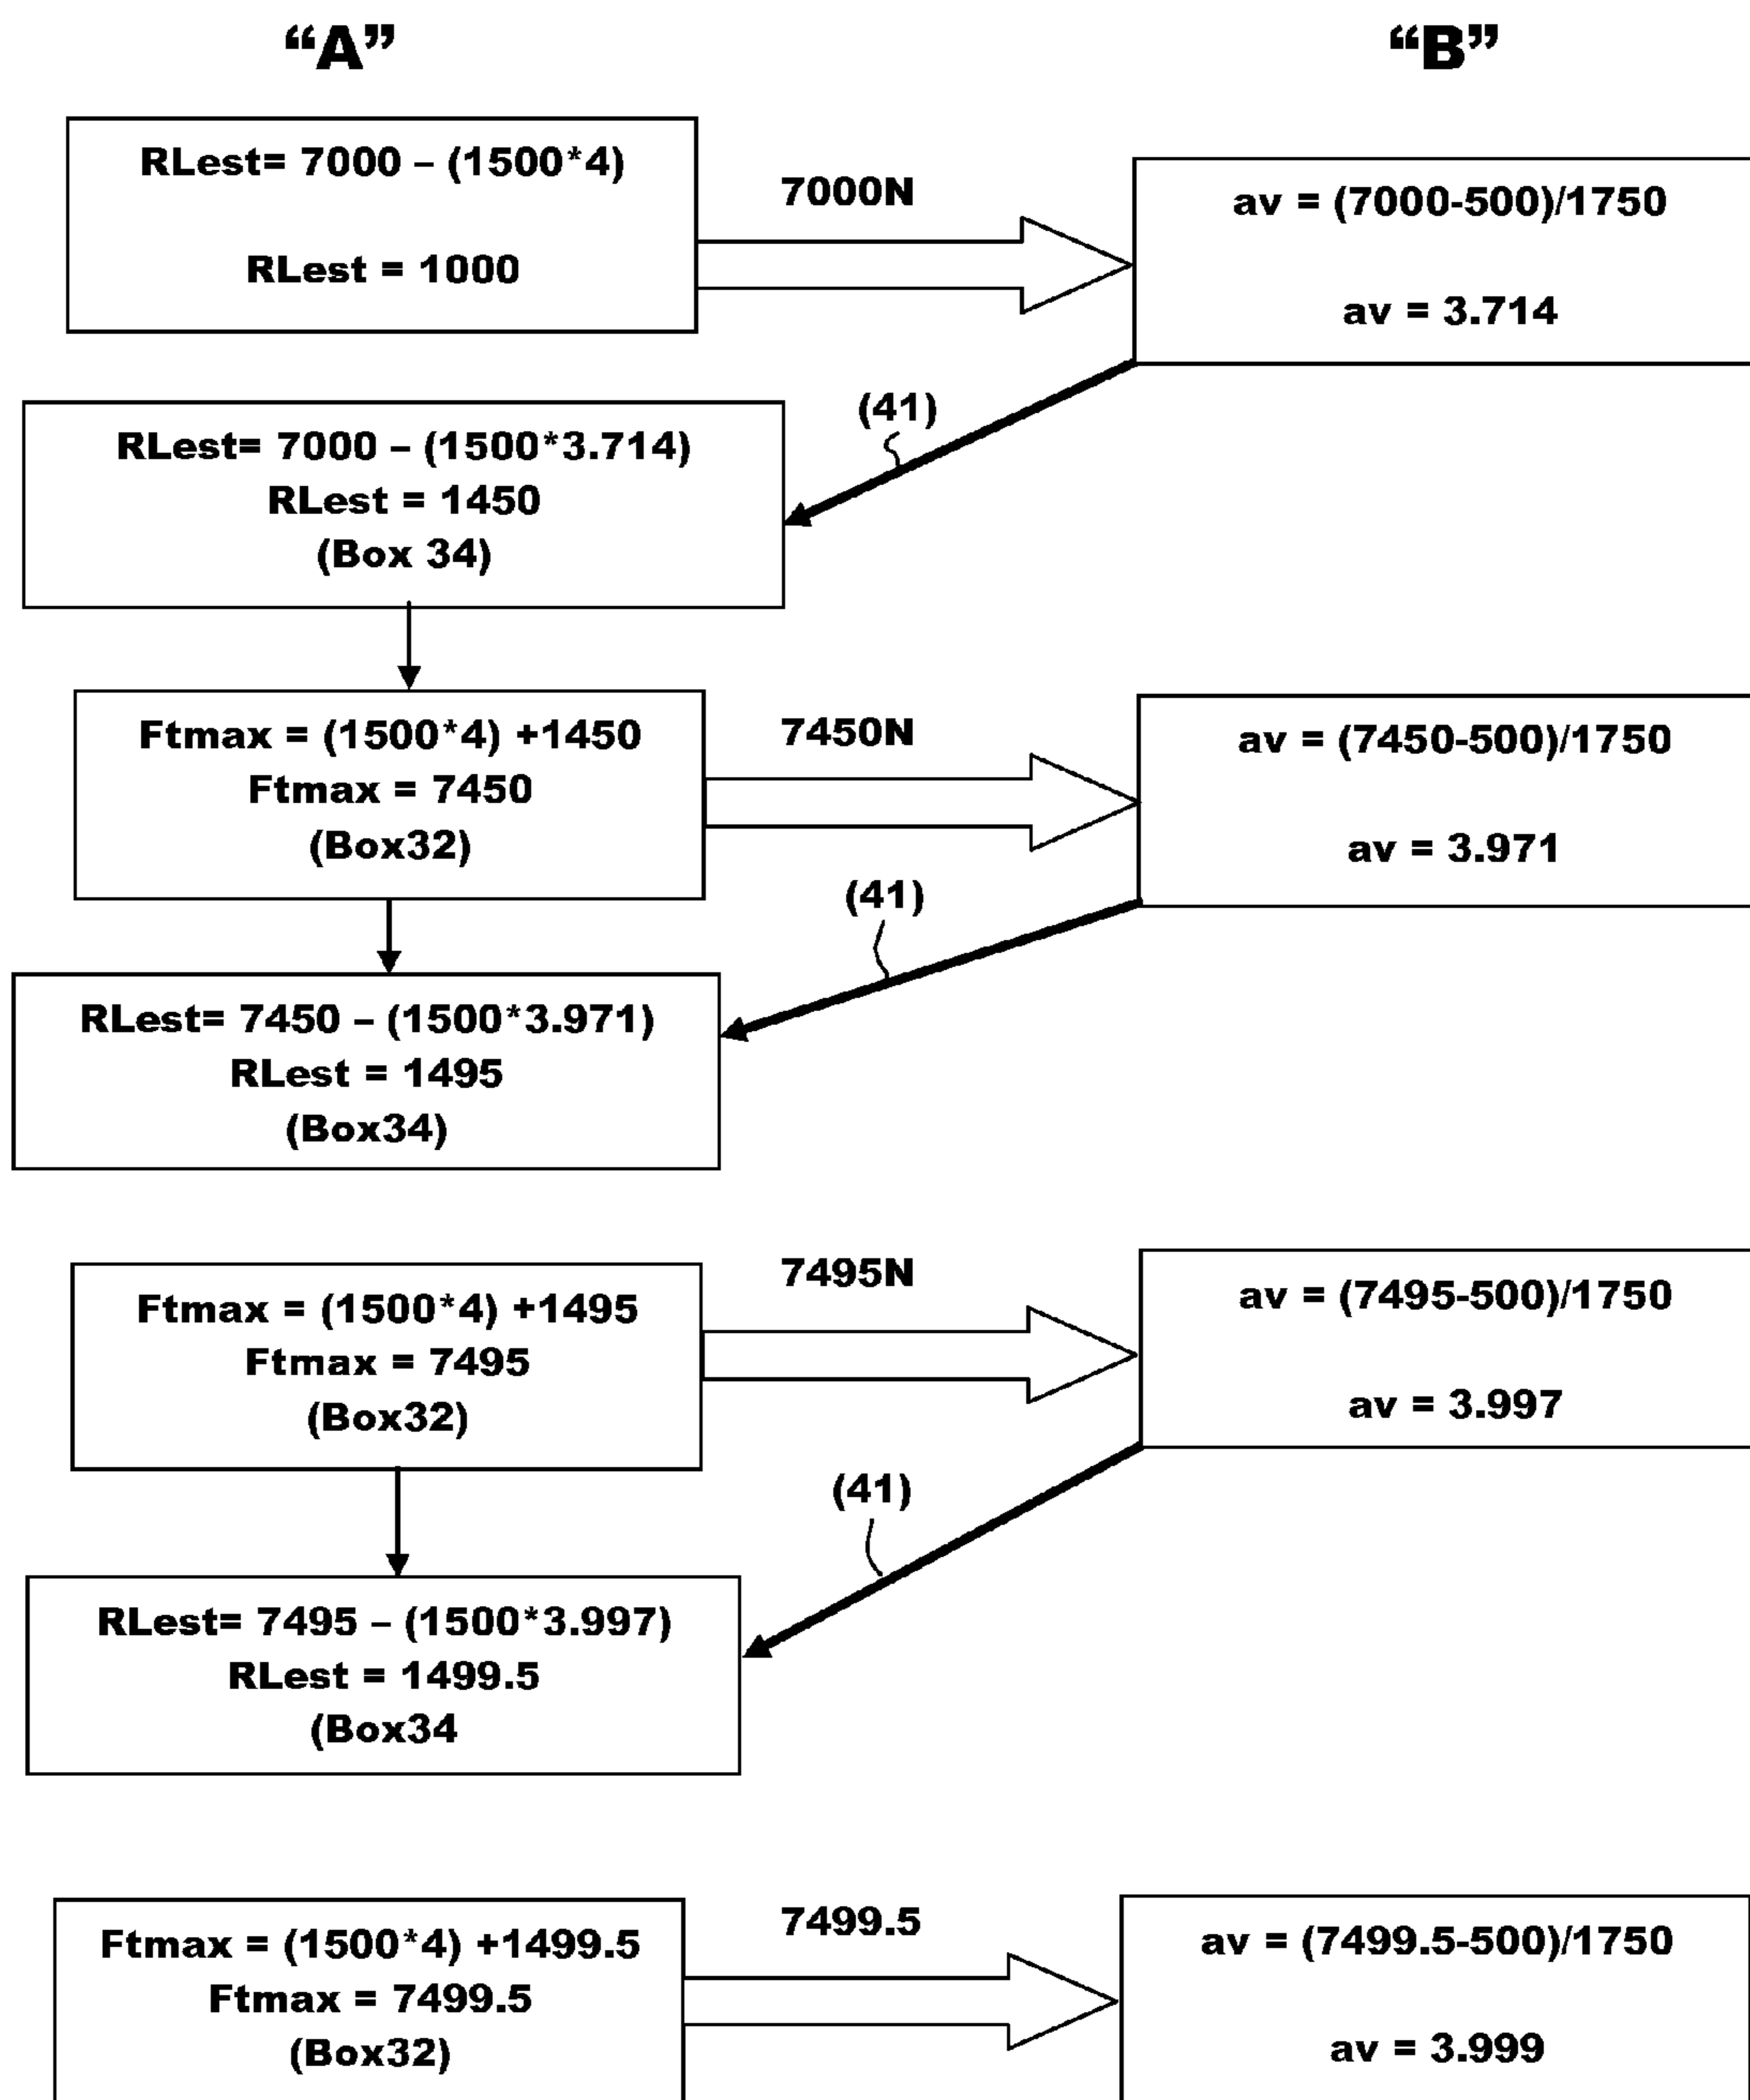 “A”
“B”
RLest= 7000 – (1500*4)
RLest = 1000
7000N
av = (7000-500)/1750
av = 3.714
(41)
RLest= 7000 – (1500*3.714)
RLest = 1450
(Box 34)
Ftmax = (1500*4) +1450
Ftmax = 7450
(Box32)
7450N
av = (7450-500)/1750
av = 3.971
(41)
RLest= 7450 – (1500*3.971)
RLest = 1495
(Box34)
Ftmax = (1500*4) +1495
Ftmax = 7495
(Box32)
7495N
av = (7495-500)/1750
av = 3.997
(41)
RLest= 7495 – (1500*3.997)
RLest = 1499.5
(Box34
Ftmax = (1500*4) +1499.5
Ftmax = 7499.5
(Box32)
7499.5
av = (7499.5-500)/1750
av = 3.999